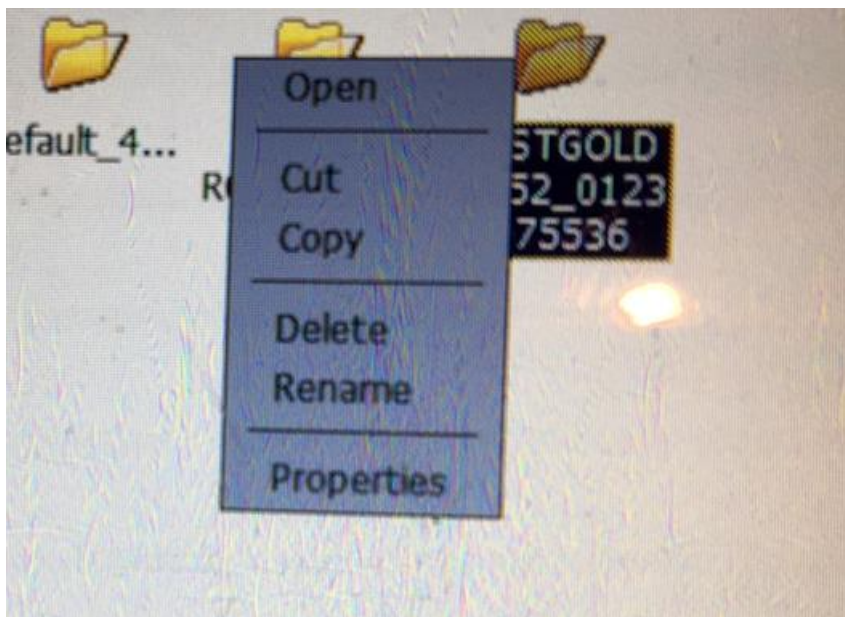 efault_4...
R
STGOLD
52_0123
75536
Open
Cut
Copy
Delete
Rename
Properties